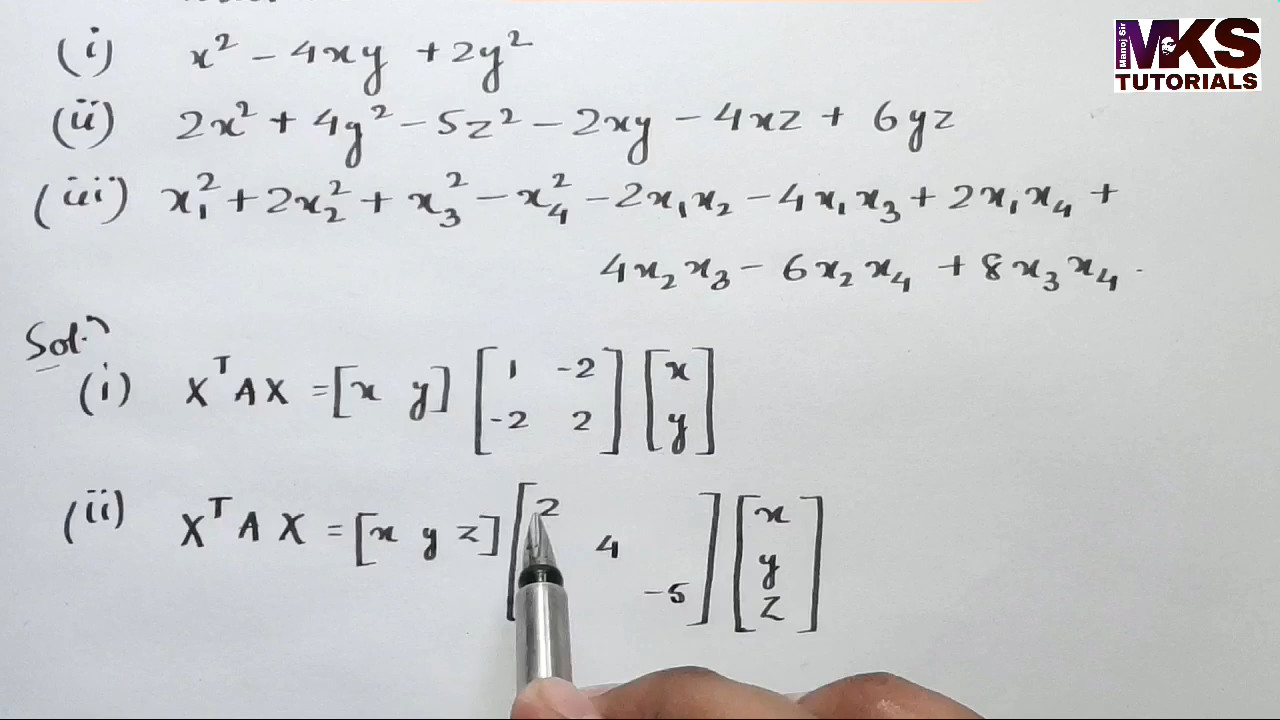 Manoj Sir MKS
TUTORIALS
(i) x² - 4xy + 2y²
(ii) 2x² + 4y² - 5z² - 2xy - 4xz + 6yz
(iii) x₁² + 2x₂² + x₃² - x₄² - 2x₁x₂ - 4x₁x₃ + 2x₁x₄ +
4x₂x₃ - 6x₂x₄ + 8x₃x₄.
Solⁿ
(i) XᵀAX = [x y] [1 -2; -2 2] [x; y]
(ii) XᵀAX = [x y z] [2 4 -5] [x; y; z]